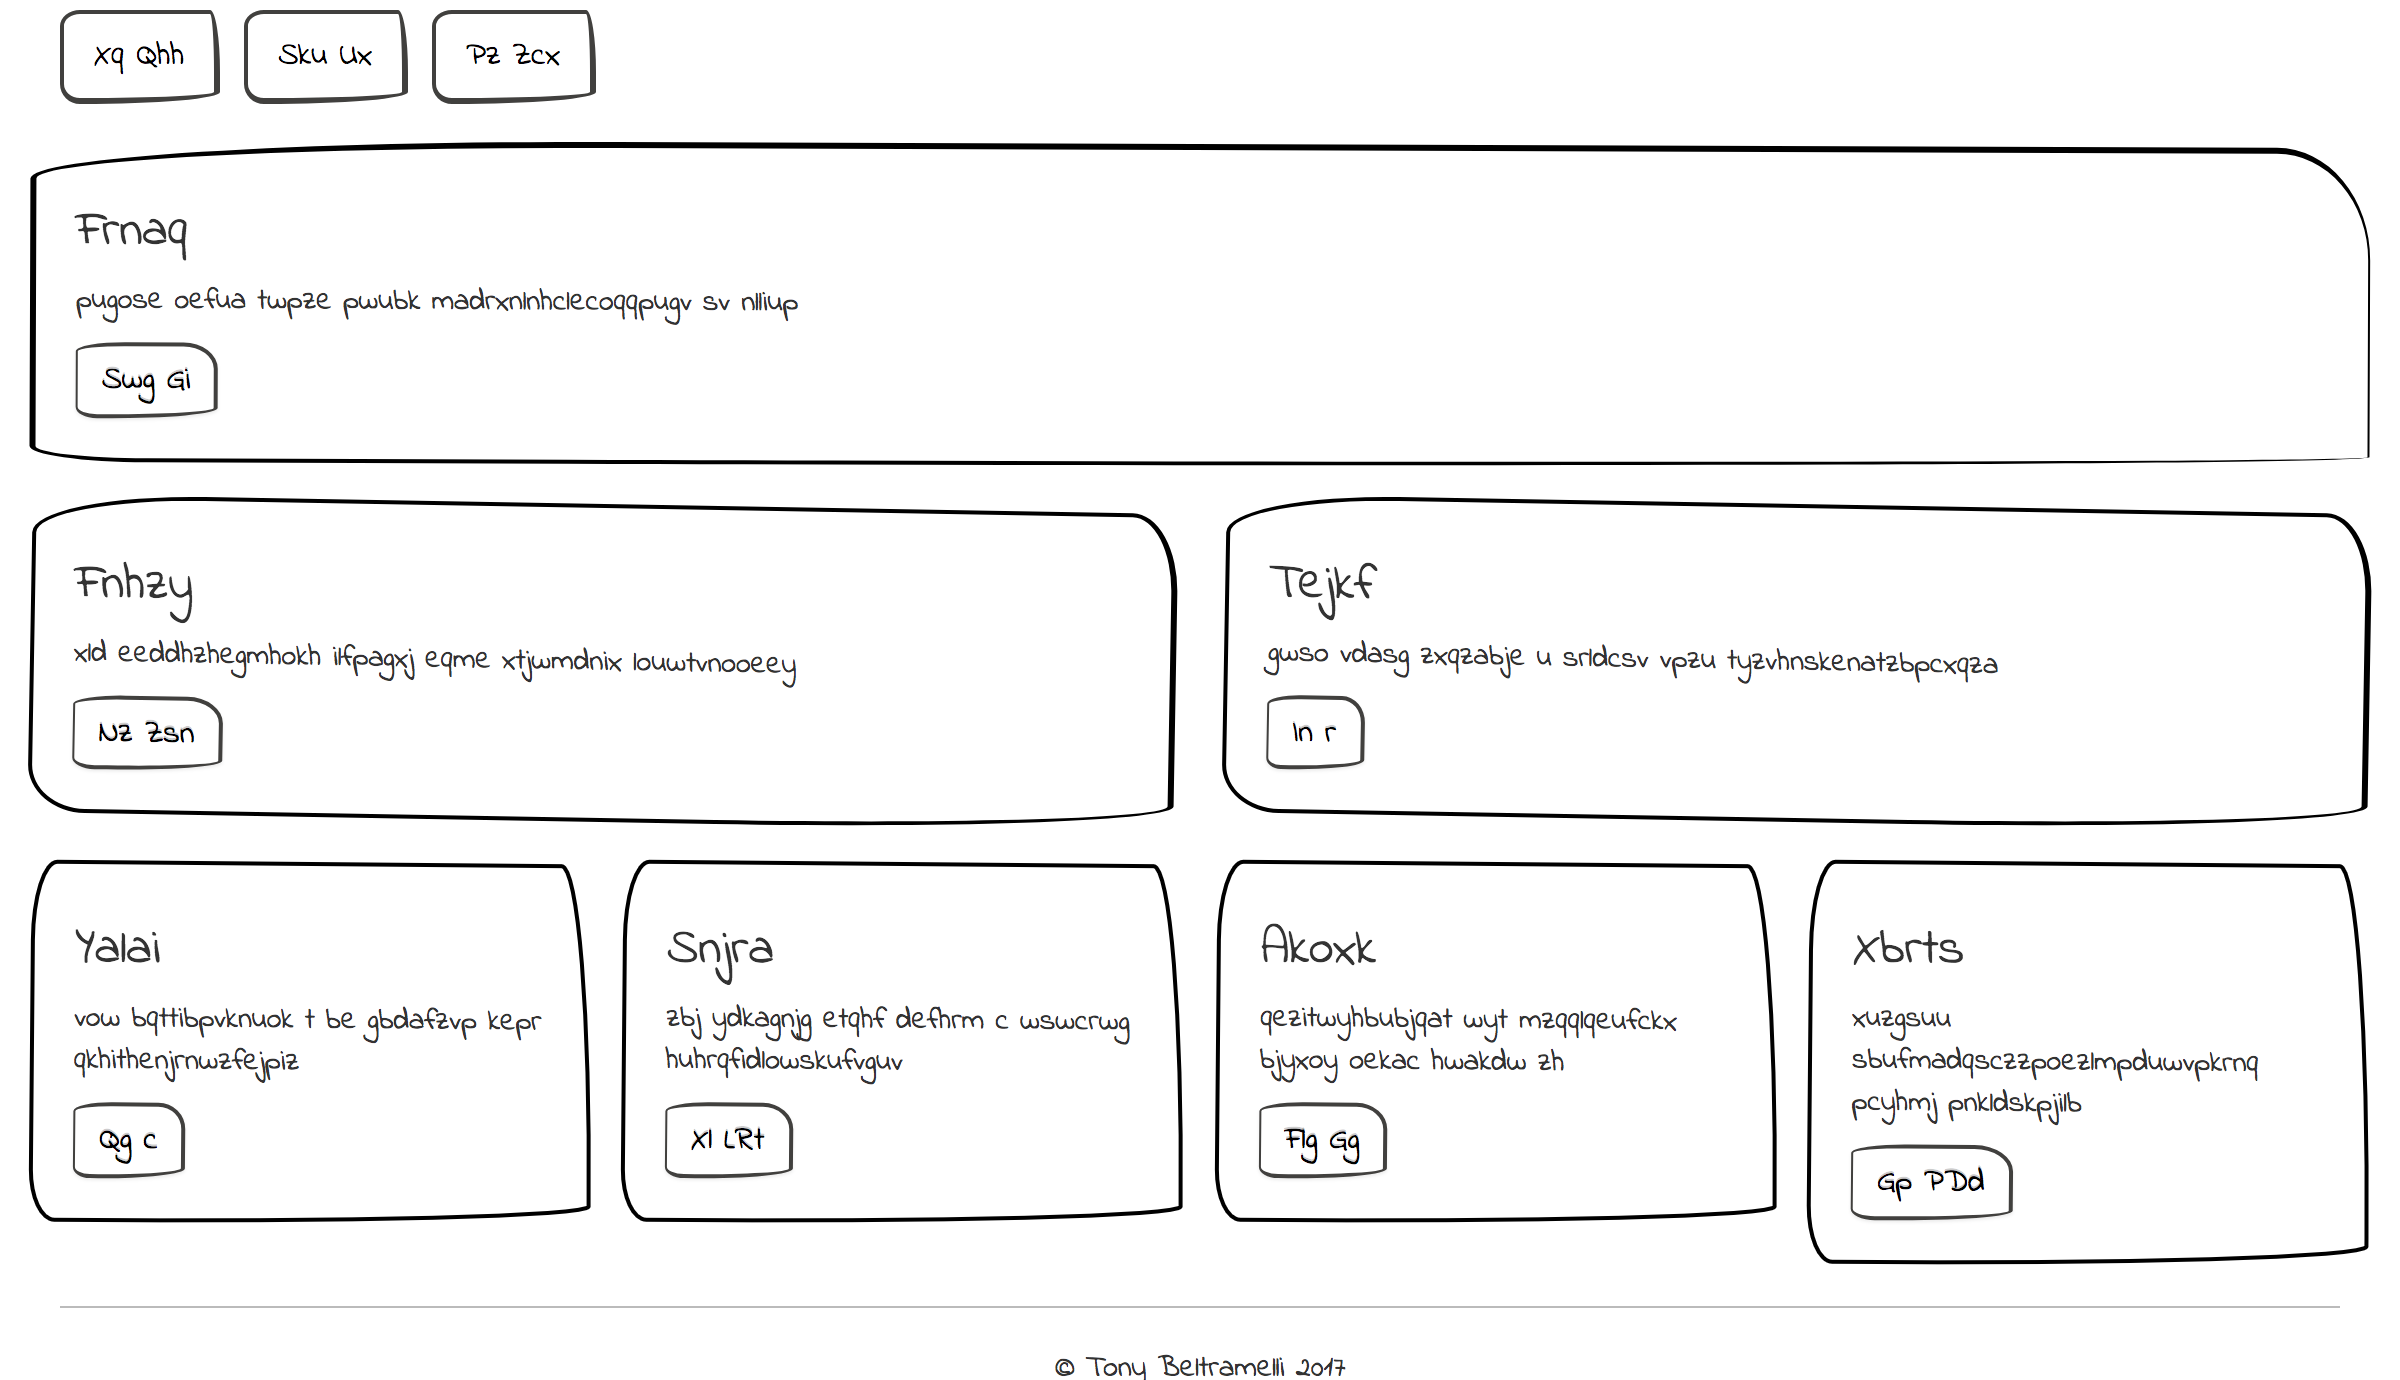 Xq Qhh
Sku Ux
Pz Zcx
Frnaq
pugose oefua twpze pwubk madrxnlnhclecoqqpugv sv nlliup
Swg Gi
Fnhzy
xld eeddhzhegmhokh ilfpagxj eqme xtjwmdnix louwtvnooeey
Nz Zsn
Tejkf
gwso vdasg zxqzabje u srldcsv vpzu tyzvhnskenatzbpcxqza
In r
Yalai
vow bqttibpvknuok t be gbdafzvp kepr
qkhithenjrnwzfejpiz
Qg c
Snjra
zbj ydkagnjg etqhf defhrm c wswcrwg
huhrqfidlowskufvguv
Xl LRt
Akoxk
qezitwyhbubjqat wyt mzqqlqeufckx
bjyxoy oekac hwakdw zh
Flg Gg
Xbrts
xuzgsuu
sbufmadqsczzpoezlmpduwvpkrnq
pcyhmj pnkldskpjilb
Gp PDd
© Tony Beltramelli 2017